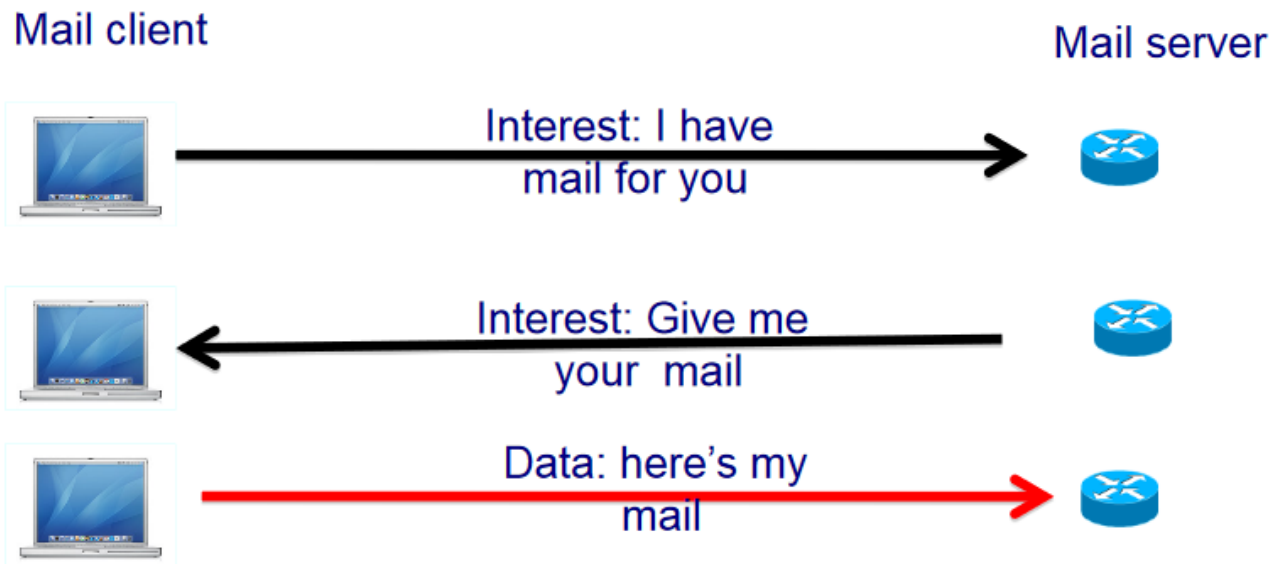 Mail client
Mail server
Interest: I have
mail for you
Interest: Give me
your mail
Data: here's my
mail